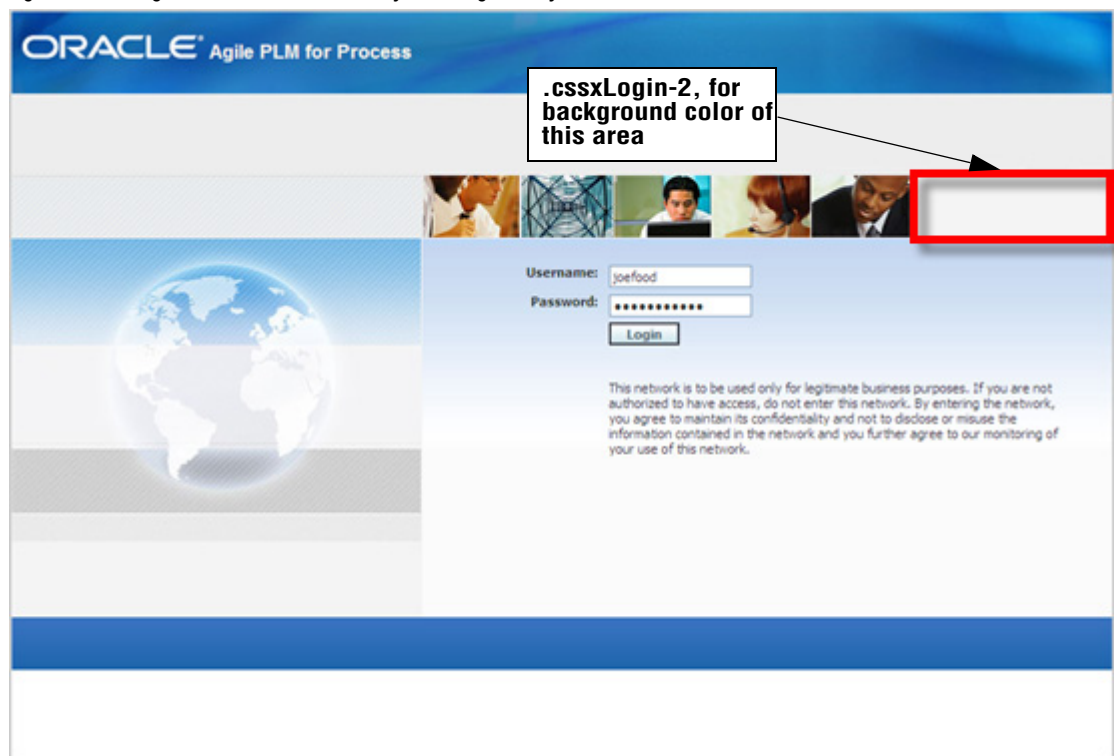 ORACLE® Agile PLM for Process
.cssxLogin-2, for
background color of
this area
Username:
joefood
Password:
•••••••••••
Login
This network is to be used only for legitimate business purposes. If you are not
authorized to have access, do not enter this network. By entering the network,
you agree to maintain its confidentiality and not to disclose or misuse the
information contained in the network and you further agree to our monitoring of
your use of this network.